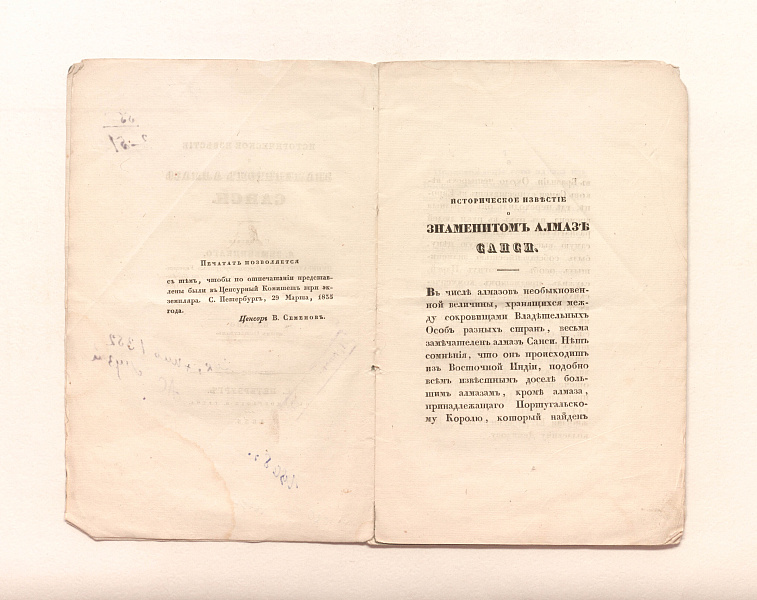 Печатать позволяется
съ тѣмъ, чтобы по отпечатаніи представ-
лены были въ Ценсурный Комитетъ три эк-
земпляра. С. Петербургъ, 29 Марта, 1835
года.
Ценсоръ В. Семеновъ.
ИСТОРИЧЕСКОЕ ИЗВѢСТІЕ
О
ЗНАМЕНИТОМЪ АЛМАЗѢ
САНСИ.
Въ числѣ алмазовъ необыкновен-
ной величины, хранящихся меж-
ду сокровищами Владѣтельныхъ
Особъ разныхъ странъ, весьма
замѣчателенъ алмазъ Санси. Нѣтъ
сомнѣнія, что онъ происходитъ
изъ Восточной Индіи, подобно
всѣмъ извѣстнымъ доселѣ боль-
шимъ алмазамъ, кромѣ алмаза,
принадлежащаго Португальско-
му Королю, который найденъ